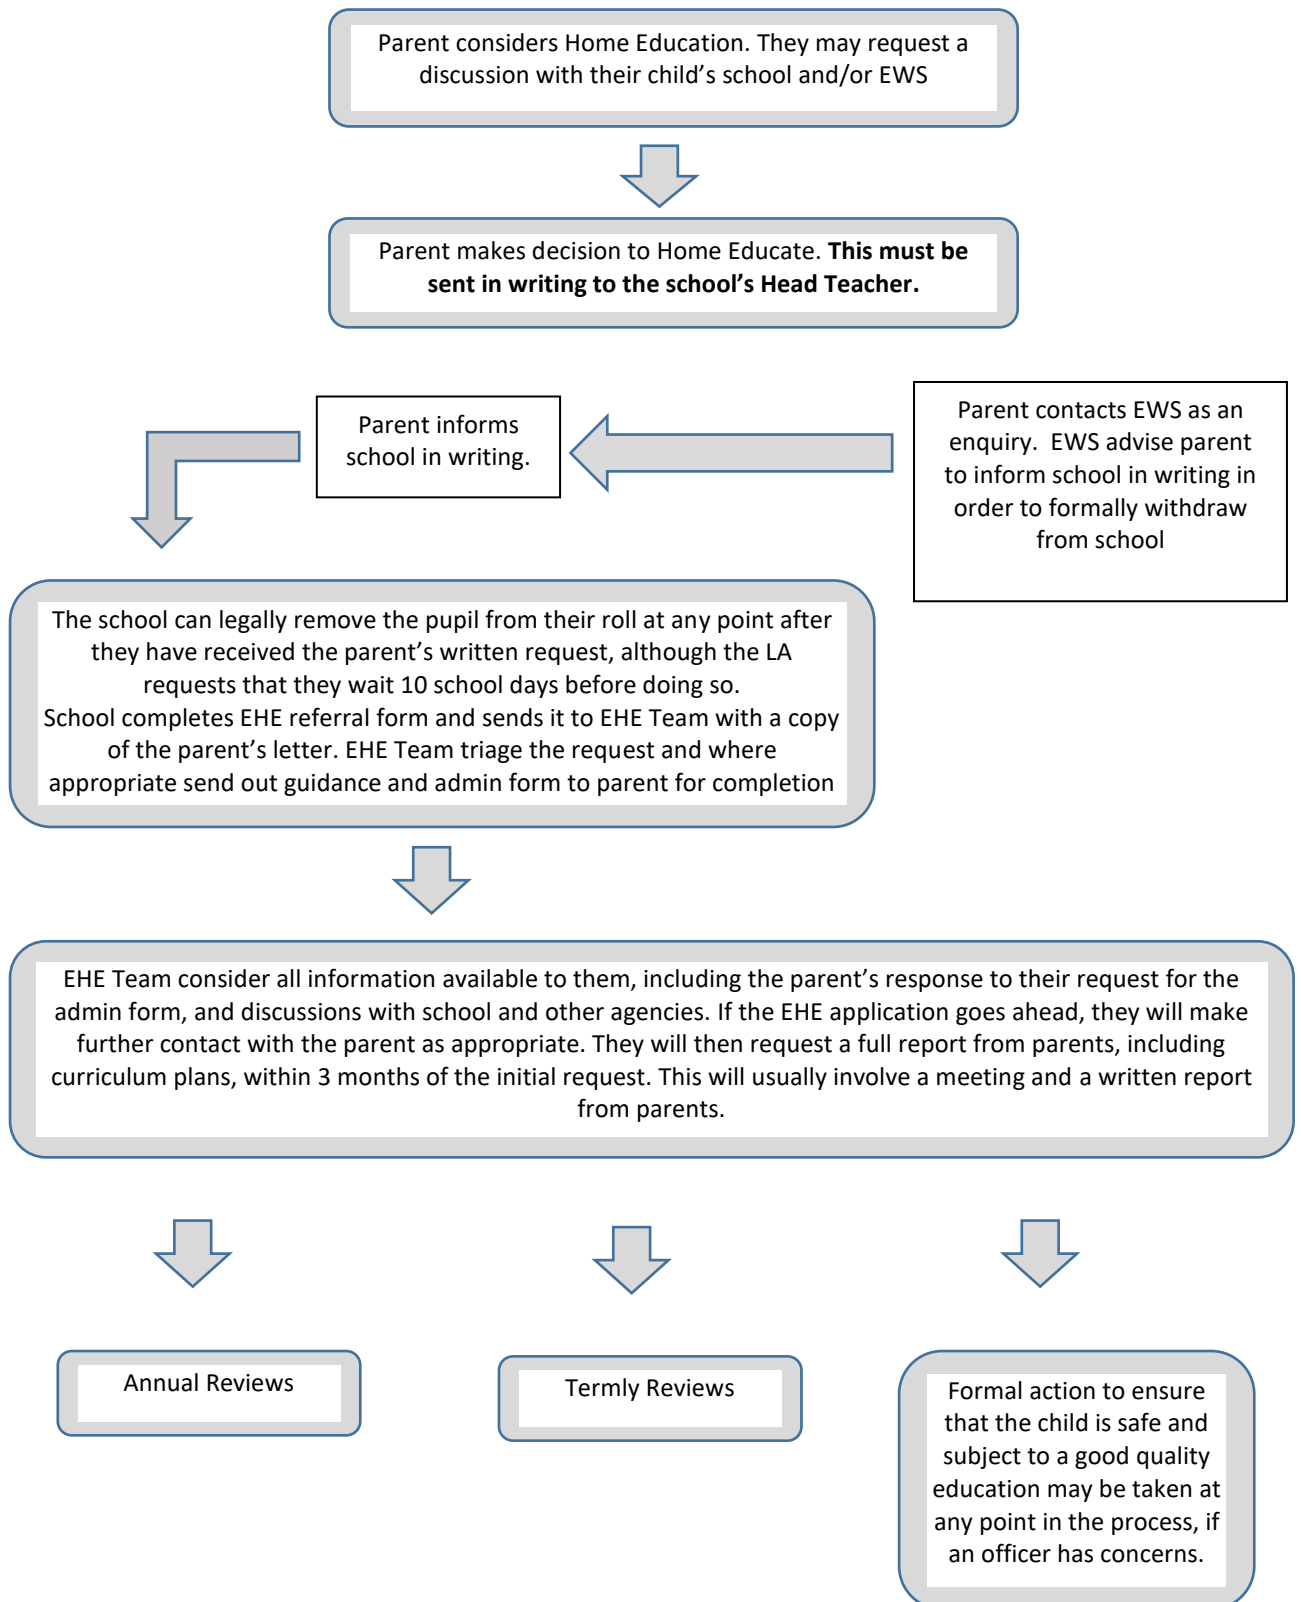 Parent considers Home Education. They may request a
discussion with their child’s school and/or EWS
Parent makes decision to Home Educate. This must be
sent in writing to the school’s Head Teacher.
Parent informs
school in writing.
Parent contacts EWS as an
enquiry.  EWS advise parent
to inform school in writing in
order to formally withdraw
from school
The school can legally remove the pupil from their roll at any point after
they have received the parent’s written request, although the LA
requests that they wait 10 school days before doing so.
School completes EHE referral form and sends it to EHE Team with a copy
of the parent’s letter. EHE Team triage the request and where
appropriate send out guidance and admin form to parent for completion
EHE Team consider all information available to them, including the parent’s response to their request for the
admin form, and discussions with school and other agencies. If the EHE application goes ahead, they will make
further contact with the parent as appropriate. They will then request a full report from parents, including
curriculum plans, within 3 months of the initial request. This will usually involve a meeting and a written report
from parents.
Annual Reviews
Termly Reviews
Formal action to ensure
that the child is safe and
subject to a good quality
education may be taken at
any point in the process, if
an officer has concerns.